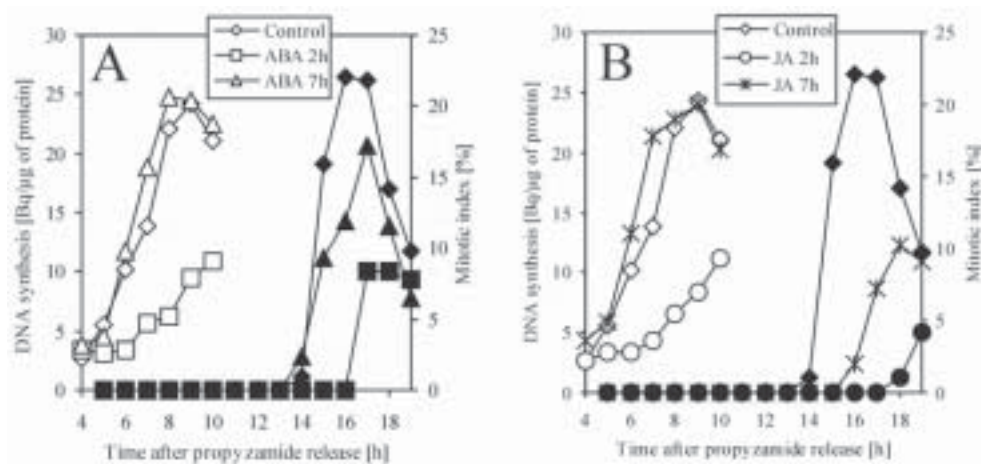 A
Control
ABA 2h
ABA 7h
DNA synthesis [Bq/µg of protein]
30
25
20
15
10
5
0
25
20
15
10
5
0
Mitotic index [%]
4 6 8 10 12 14 16 18
Time after propyzamide release [h]
B
Control
JA 2h
JA 7h
DNA synthesis [Bq/µg of protein]
30
25
20
15
10
5
0
25
20
15
10
5
0
Mitotic index [%]
4 6 8 10 12 14 16 18
Time after propyzamide release [h]